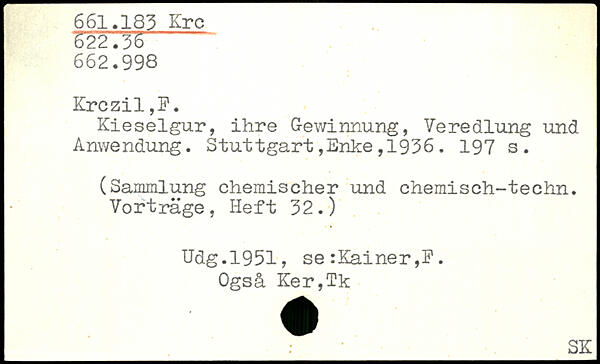 661.183 Krc
622.36
662.998
Krczil,F.
Kieselgur, ihre Gewinnung, Veredlung und
Anwendung. Stuttgart,Enke,1936. 197 s.
(Sammlung chemischer und chemisch-techn.
Vorträge, Heft 32.)
Udg.1951, se:Kainer,F.
Også Ker,Tk
SK